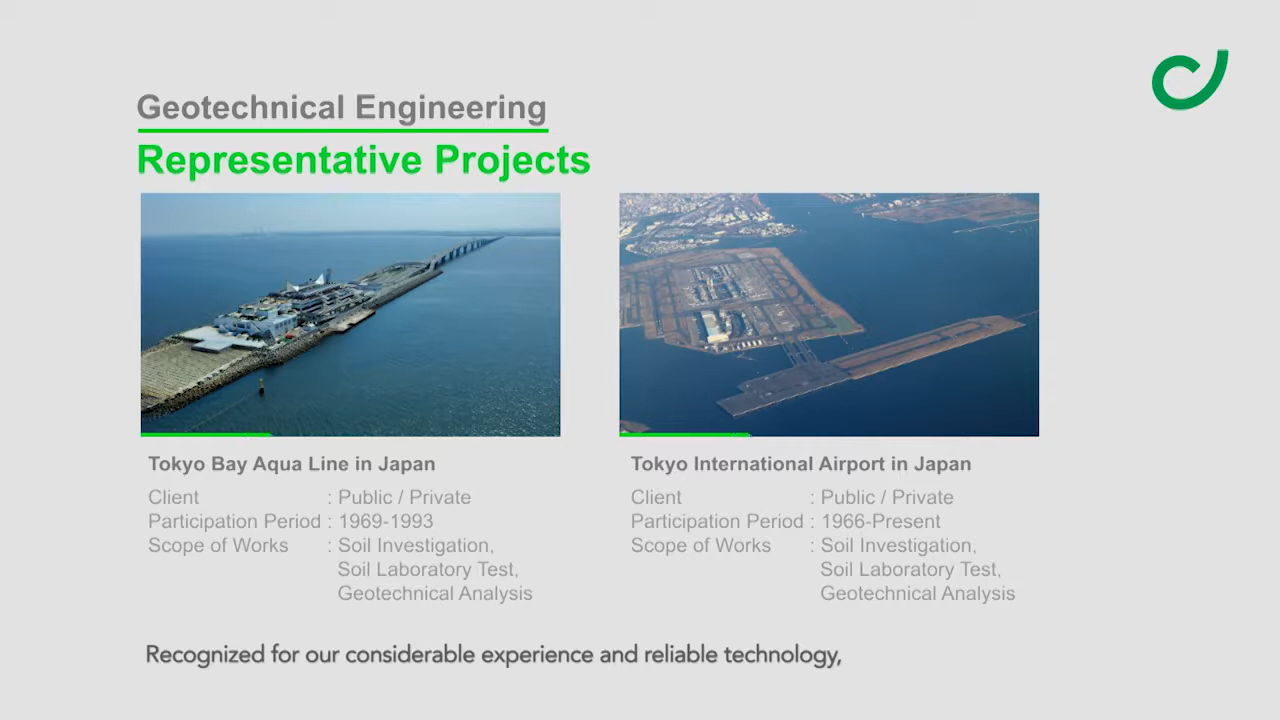 Geotechnical Engineering
Representative Projects
Tokyo Bay Aqua Line in Japan
Client : Public / Private
Participation Period : 1969-1993
Scope of Works : Soil Investigation,
Soil Laboratory Test,
Geotechnical Analysis
Tokyo International Airport in Japan
Client : Public / Private
Participation Period : 1966-Present
Scope of Works : Soil Investigation,
Soil Laboratory Test,
Geotechnical Analysis
Recognized for our considerable experience and reliable technology,